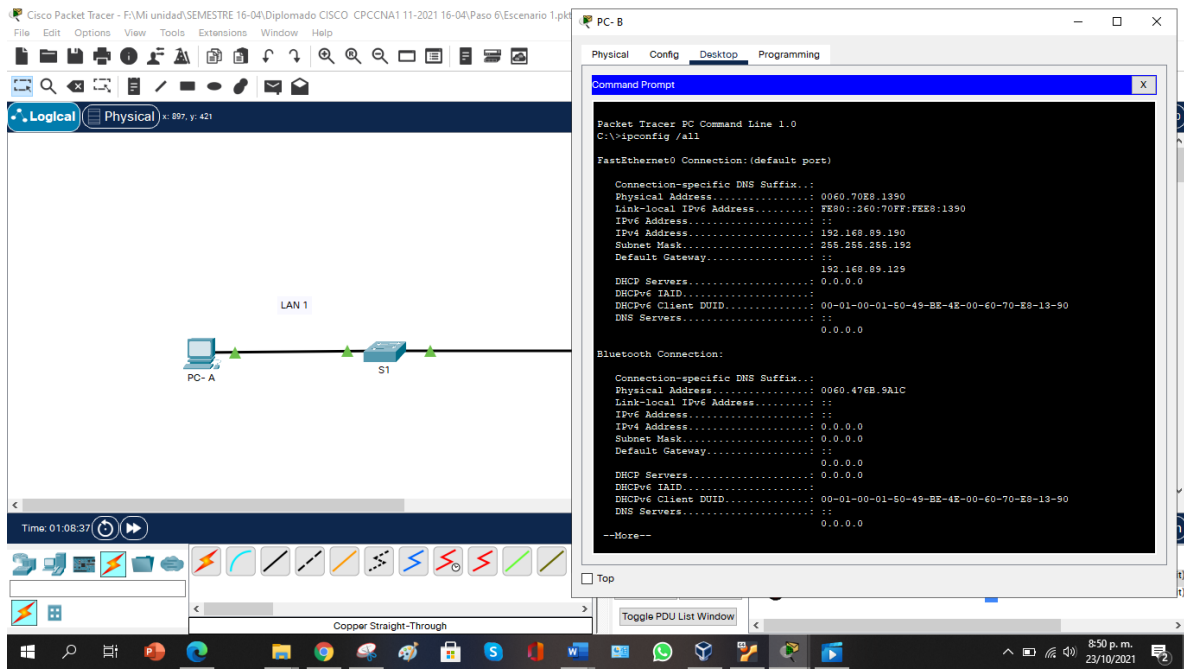 Cisco Packet Tracer - F:\Mi unidad\SEMESTRE 16-04\Diplomado CISCO CPCCNA1 11-2021 16-04\Paso 6\Escenario 1.pkt
File Edit Options View Tools Extensions Window Help
Logical Physical x: 897, y: 421
LAN 1
PC- A
S1
Time: 01:08:37
Copper Straight-Through
PC- B
Physical Config Desktop Programming
Command Prompt X
Packet Tracer PC Command Line 1.0
C:\>ipconfig /all
FastEthernet0 Connection:(default port)
Connection-specific DNS Suffix..:
Physical Address................: 0060.70E8.1390
Link-local IPv6 Address.........: FE80::260:70FF:FEE8:1390
IPv6 Address....................: ::
IPv4 Address....................: 192.168.89.190
Subnet Mask.....................: 255.255.255.192
Default Gateway.................: ::
192.168.89.129
DHCP Servers....................: 0.0.0.0
DHCPv6 IAID.....................:
DHCPv6 Client DUID..............: 00-01-00-01-50-49-BE-4E-00-60-70-E8-13-90
DNS Servers.....................: ::
0.0.0.0
Bluetooth Connection:
Connection-specific DNS Suffix..:
Physical Address................: 0060.476B.9A1C
Link-local IPv6 Address.........: ::
IPv6 Address....................: ::
IPv4 Address....................: 0.0.0.0
Subnet Mask.....................: 0.0.0.0
Default Gateway.................: ::
0.0.0.0
DHCP Servers....................: 0.0.0.0
DHCPv6 IAID.....................:
DHCPv6 Client DUID..............: 00-01-00-01-50-49-BE-4E-00-60-70-E8-13-90
DNS Servers.....................: ::
0.0.0.0
--More--
Top
Toggle PDU List Window
8:50 p. m.
23/10/2021
2